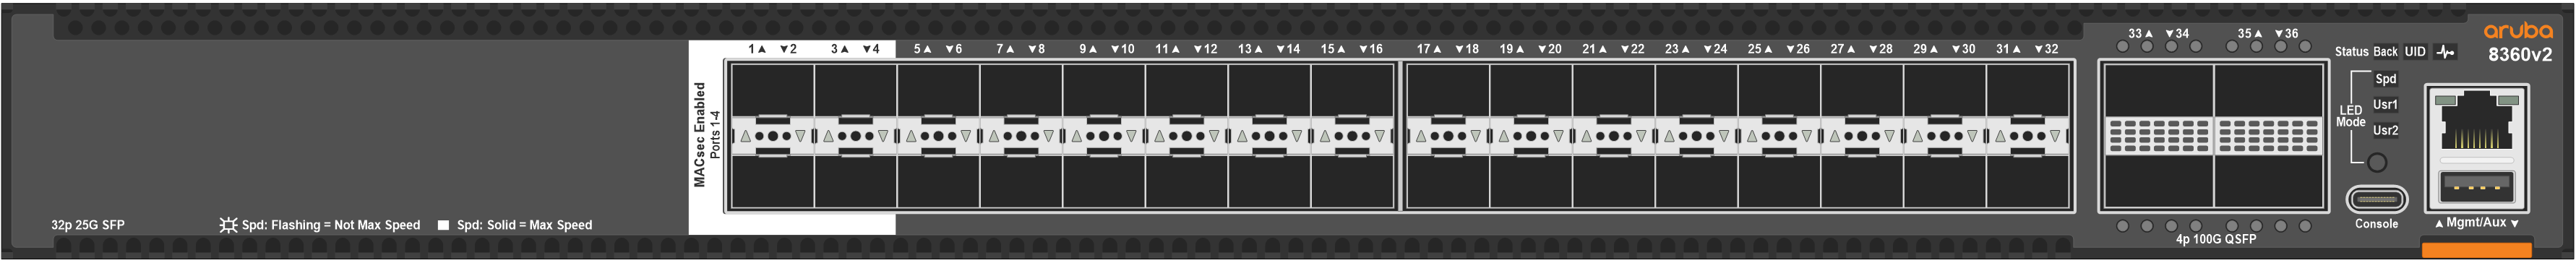 1▲ ▼2 3▲ ▼4 5▲ ▼6 7▲ ▼8 9▲ ▼10 11▲ ▼12 13▲ ▼14 15▲ ▼16 17▲ ▼18 19▲ ▼20 21▲ ▼22 23▲ ▼24 25▲ ▼26 27▲ ▼28 29▲ ▼30 31▲ ▼32
33▲ ▼34 35▲ ▼36
aruba
8360v2
Status Back UID
Spd
LED Mode
Usr1
Usr2
MACsec Enabled
Ports 1-4
32p 25G SFP
Spd: Flashing = Not Max Speed
Spd: Solid = Max Speed
4p 100G QSFP
Console
▲ Mgmt/Aux ▼